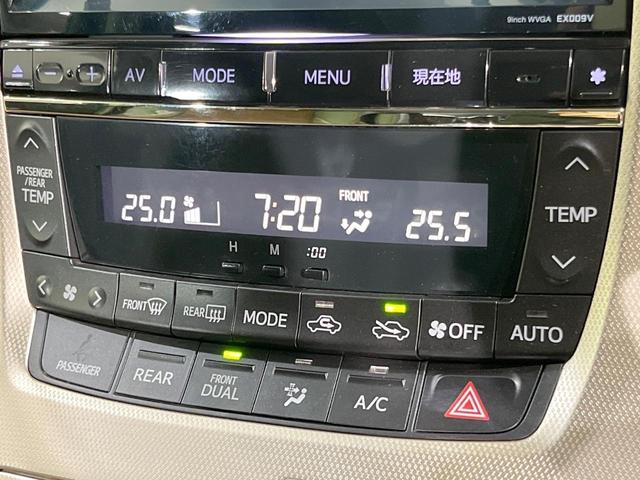 9inch WVGA EX009V
AV MODE MENU 現在地
PASSENGER
/REAR
TEMP
25.0 7:20 FRONT 25.5
TEMP
H M :00
FRONT REAR MODE OFF AUTO
PASSENGER REAR FRONT
DUAL A/C